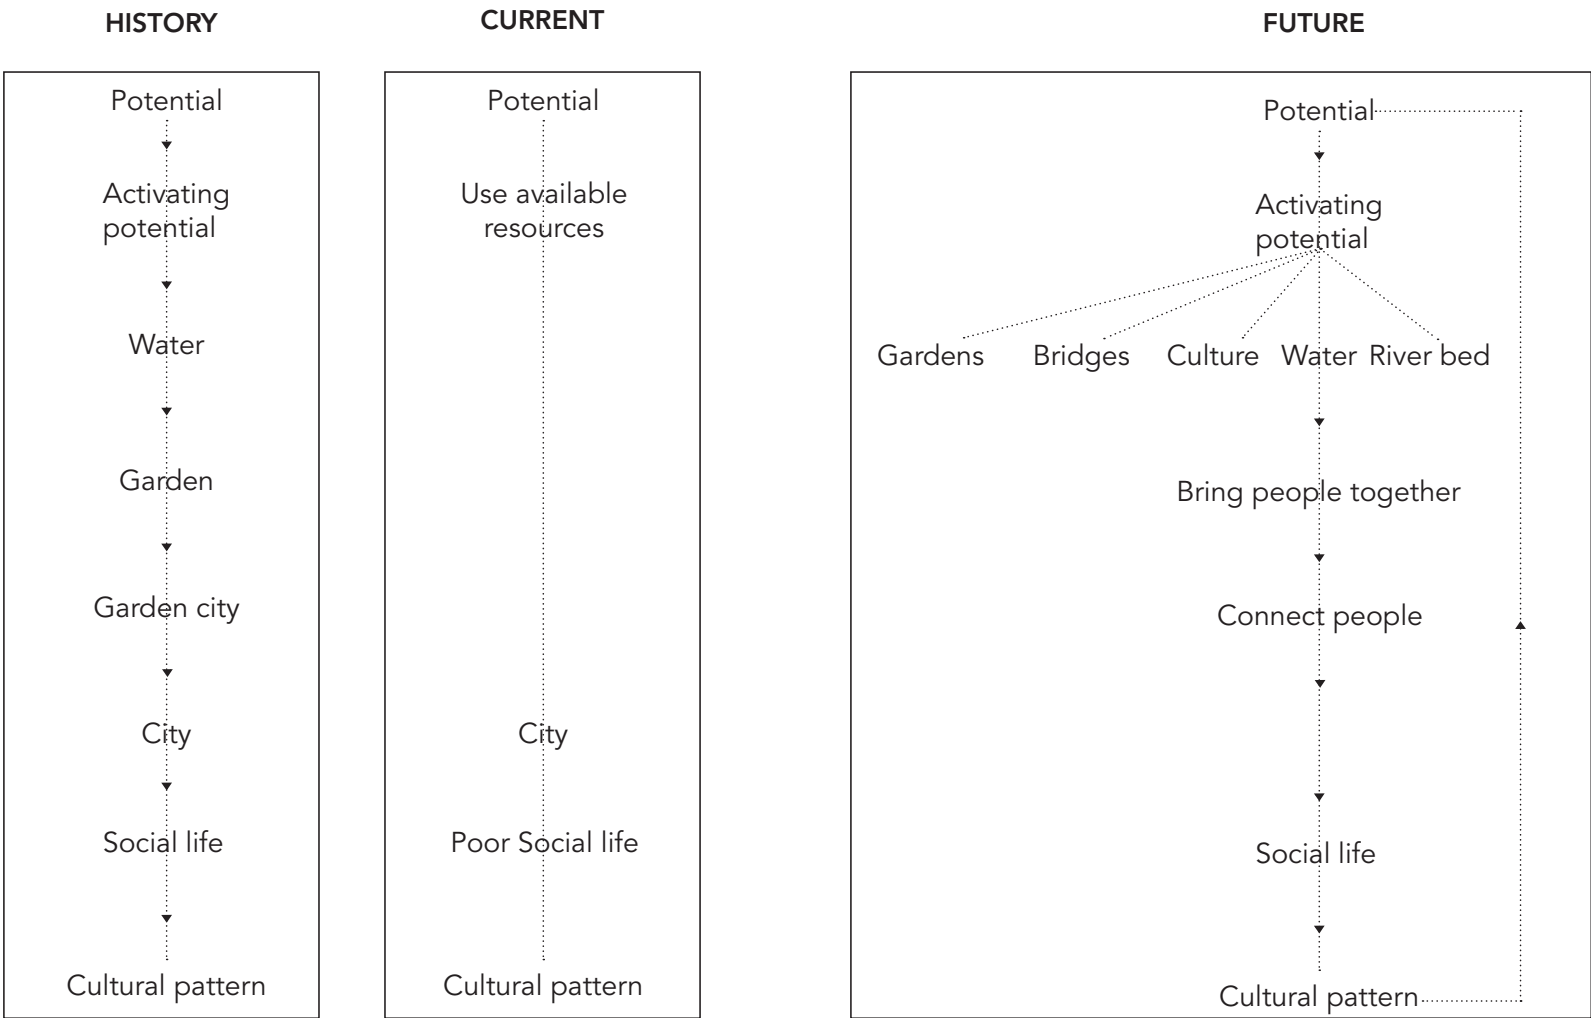 HISTORY
Potential
Activating
potential
Water
Garden
Garden city
City
Social life
Cultural pattern
CURRENT
Potential
Use available
resources
City
Poor Social life
Cultural pattern
FUTURE
Potential
Activating
potential
Gardens Bridges Culture Water River bed
Bring people together
Connect people
Social life
Cultural pattern